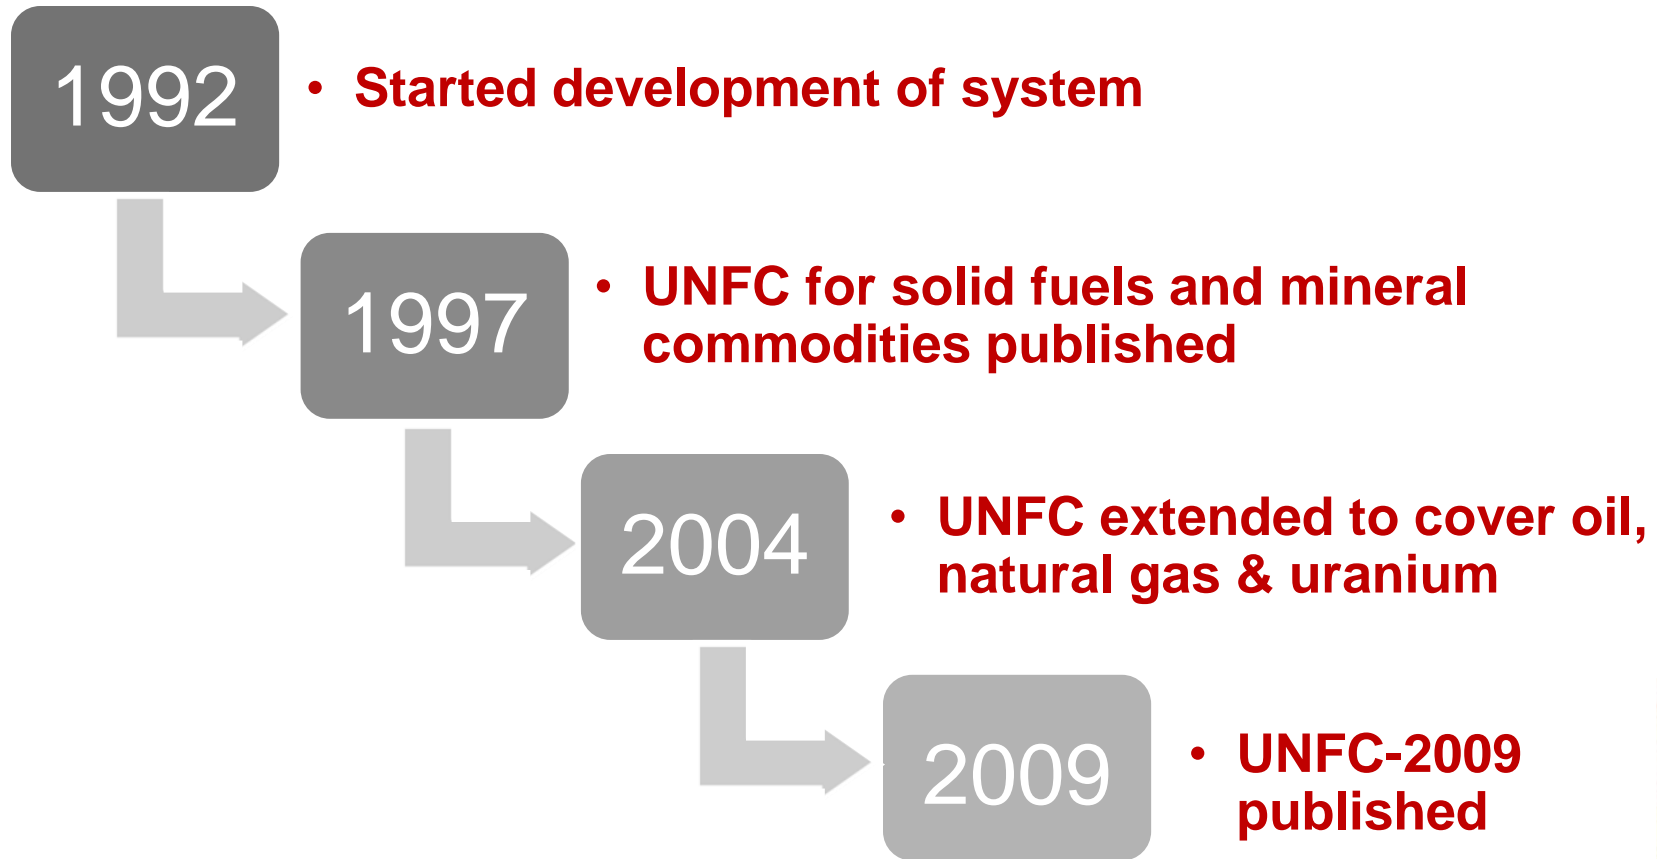 1992
• Started development of system
1997
• UNFC for solid fuels and mineral
commodities published
2004
• UNFC extended to cover oil,
natural gas & uranium
2009
• UNFC-2009
published